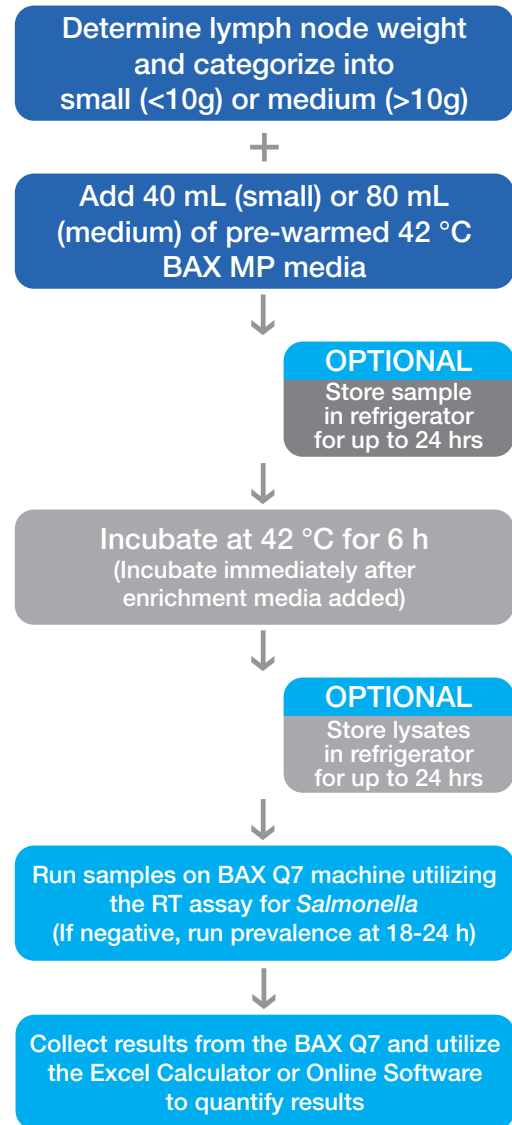 Determine lymph node weight
and categorize into
small (<10g) or medium (>10g)
+
Add 40 mL (small) or 80 mL
(medium) of pre-warmed 42 °C
BAX MP media
OPTIONAL
Store sample
in refrigerator
for up to 24 hrs
Incubate at 42 °C for 6 h
(Incubate immediately after
enrichment media added)
OPTIONAL
Store lysates
in refrigerator
for up to 24 hrs
Run samples on BAX Q7 machine utilizing
the RT assay for Salmonella
(If negative, run prevalence at 18-24 h)
Collect results from the BAX Q7 and utilize
the Excel Calculator or Online Software
to quantify results